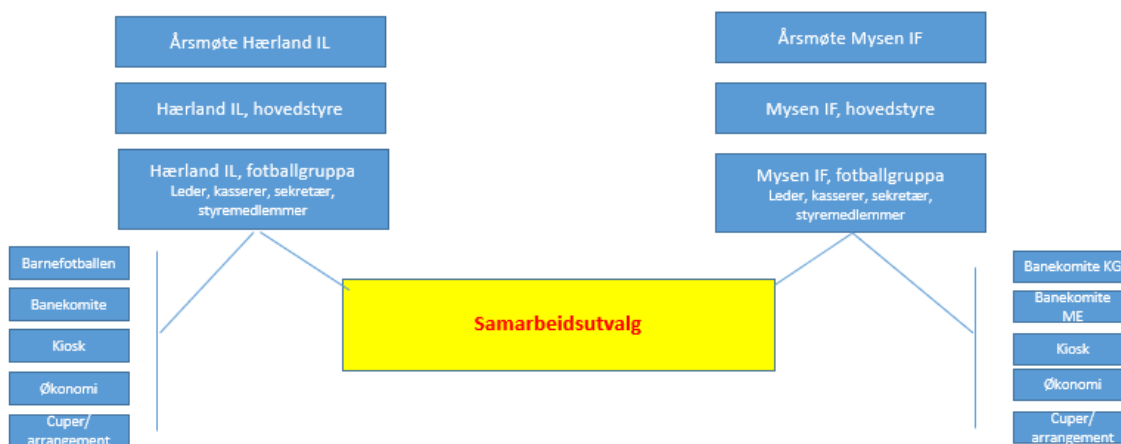 Årsmøte Hærland IL
Årsmøte Mysen IF
Hærland IL, hovedstyre
Mysen IF, hovedstyre
Hærland IL, fotballgruppa
Leder, kasserer, sekretær,
styremedlemmer
Mysen IF, fotballgruppa
Leder, kasserer, sekretær,
styremedlemmer
Barnefotballen
Banekomite
Kiosk
Økonomi
Cuper/
arrangement
Samarbeidsutvalg
Banekomite KG
Banekomite
ME
Kiosk
Økonomi
Cuper/
arrangement